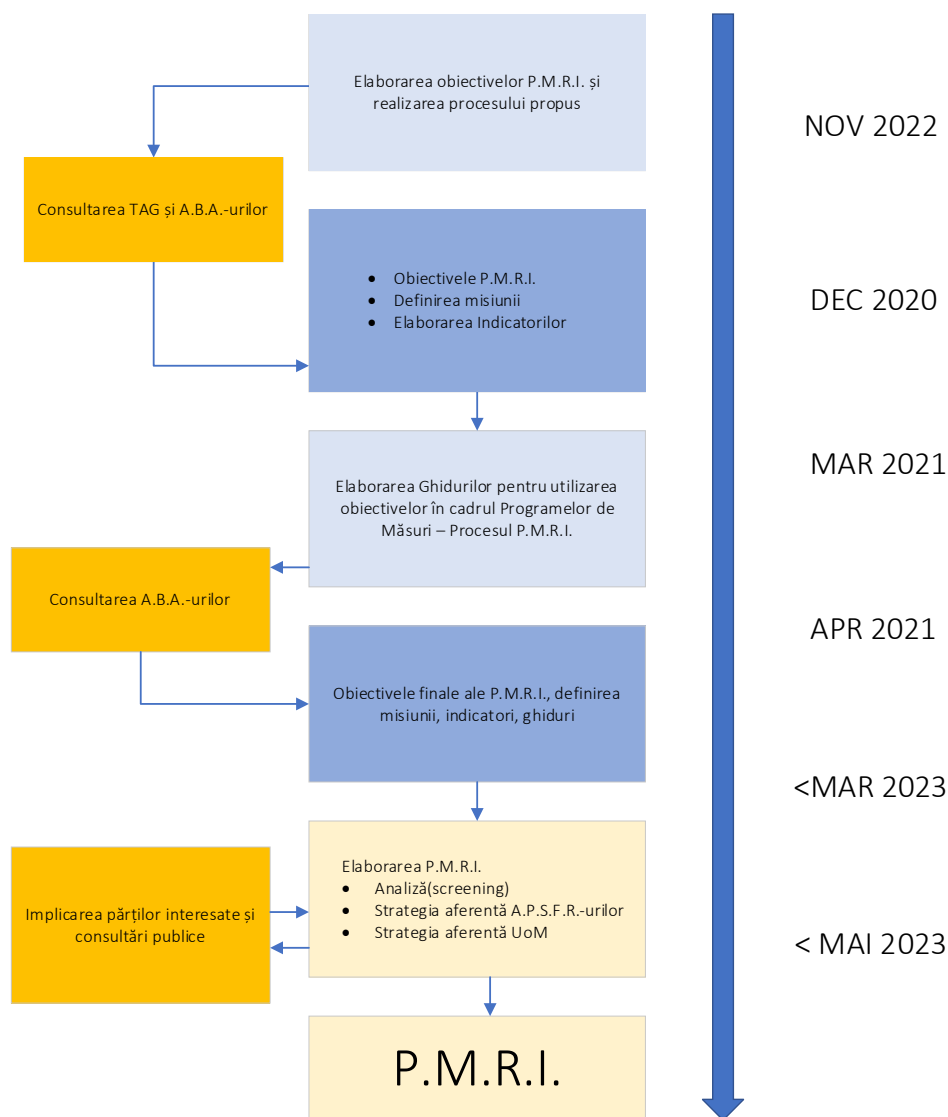 Elaborarea obiectivelor P.M.R.I. și
realizarea procesului propus
NOV 2022
Consultarea TAG și A.B.A.-urilor
• Obiectivele P.M.R.I.
• Definirea misiunii
• Elaborarea Indicatorilor
DEC 2020
Elaborarea Ghidurilor pentru utilizarea
obiectivelor în cadrul Programelor de
Măsuri – Procesul P.M.R.I.
MAR 2021
Consultarea A.B.A.-urilor
APR 2021
Obiectivele finale ale P.M.R.I., definirea
misiunii, indicatori, ghiduri
<MAR 2023
Implicarea părților interesate și
consultări publice
Elaborarea P.M.R.I.
• Analiză(screening)
• Strategia aferentă A.P.S.F.R.-urilor
• Strategia aferentă UoM
< MAI 2023
P.M.R.I.